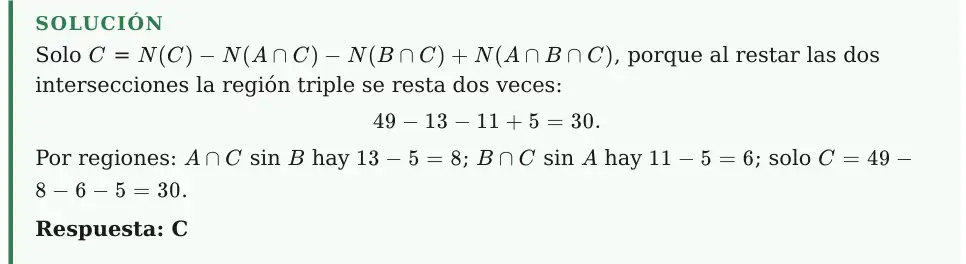 SOLUCIÓN
Solo C = N(C) − N(A ∩ C) − N(B ∩ C) + N(A ∩ B ∩ C), porque al restar las dos
intersecciones la región triple se resta dos veces:
49 − 13 − 11 + 5 = 30.
Por regiones: A ∩ C sin B hay 13 − 5 = 8; B ∩ C sin A hay 11 − 5 = 6; solo C = 49 −
8 − 6 − 5 = 30.
Respuesta: C